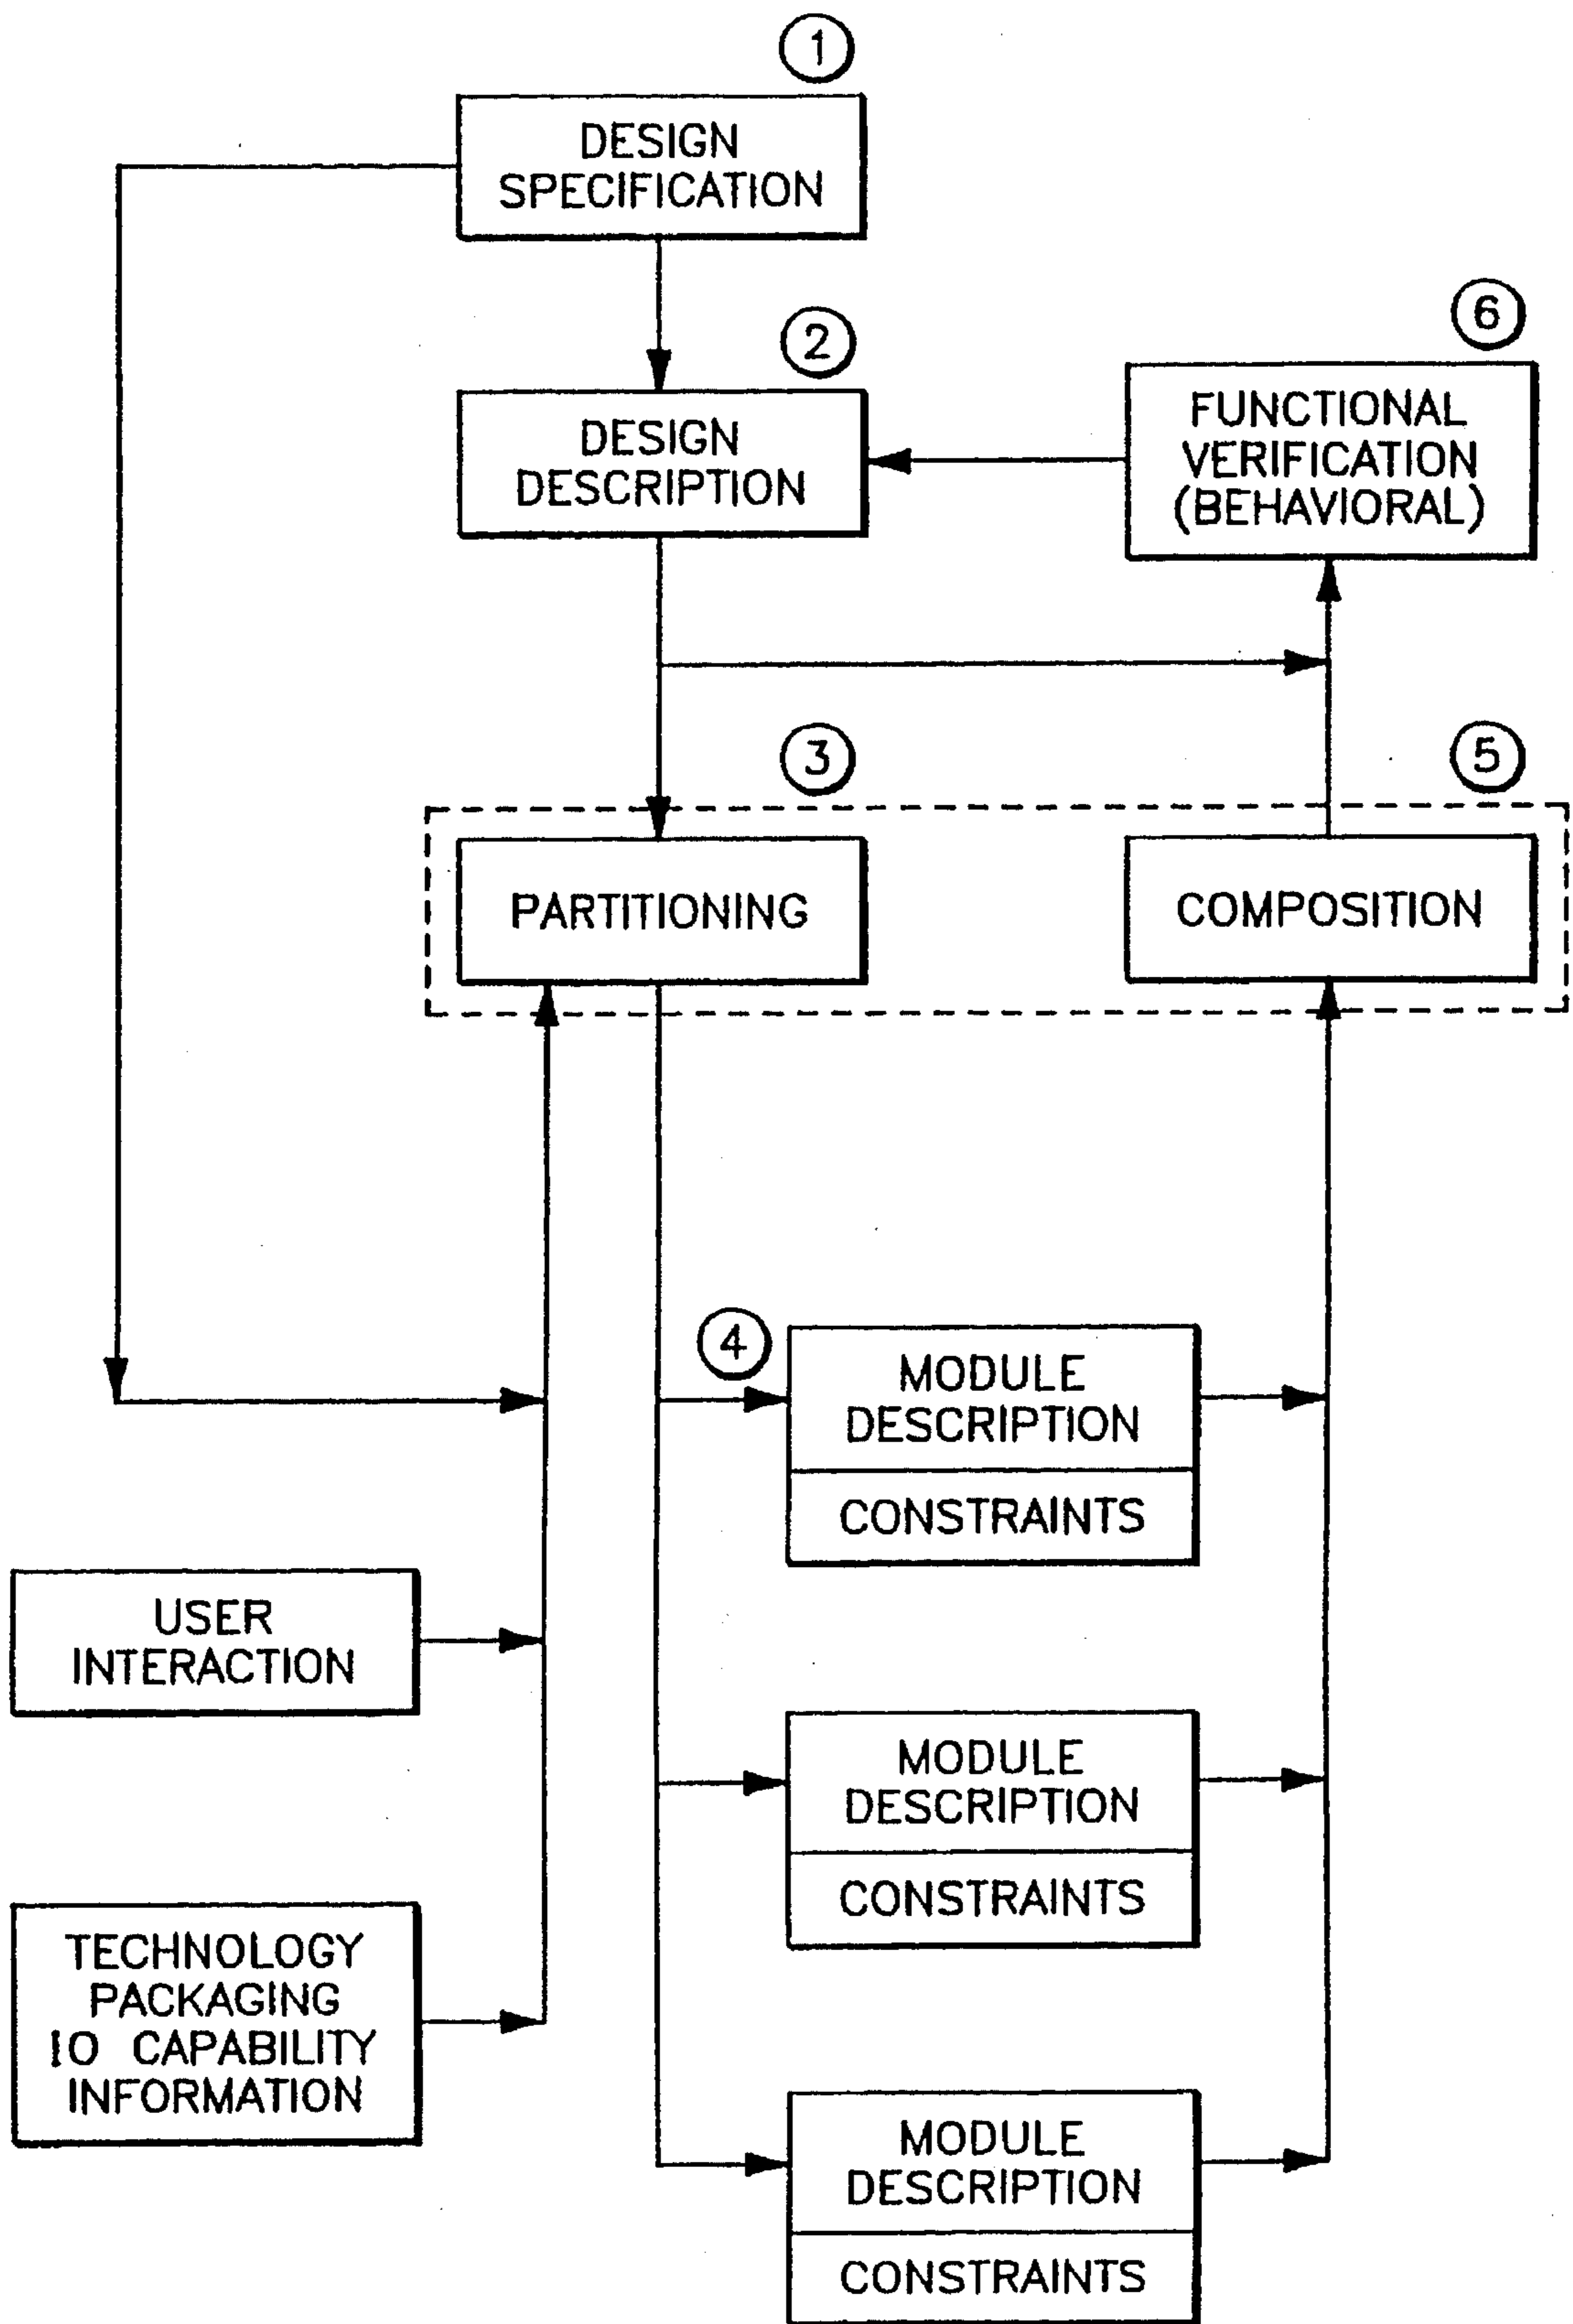 1
DESIGN
SPECIFICATION
2
DESIGN
DESCRIPTION
6
FUNCTIONAL
VERIFICATION
(BEHAVIORAL)
3
PARTITIONING
5
COMPOSITION
4
MODULE
DESCRIPTION
CONSTRAINTS
USER
INTERACTION
MODULE
DESCRIPTION
CONSTRAINTS
TECHNOLOGY
PACKAGING
IO CAPABILITY
INFORMATION
MODULE
DESCRIPTION
CONSTRAINTS